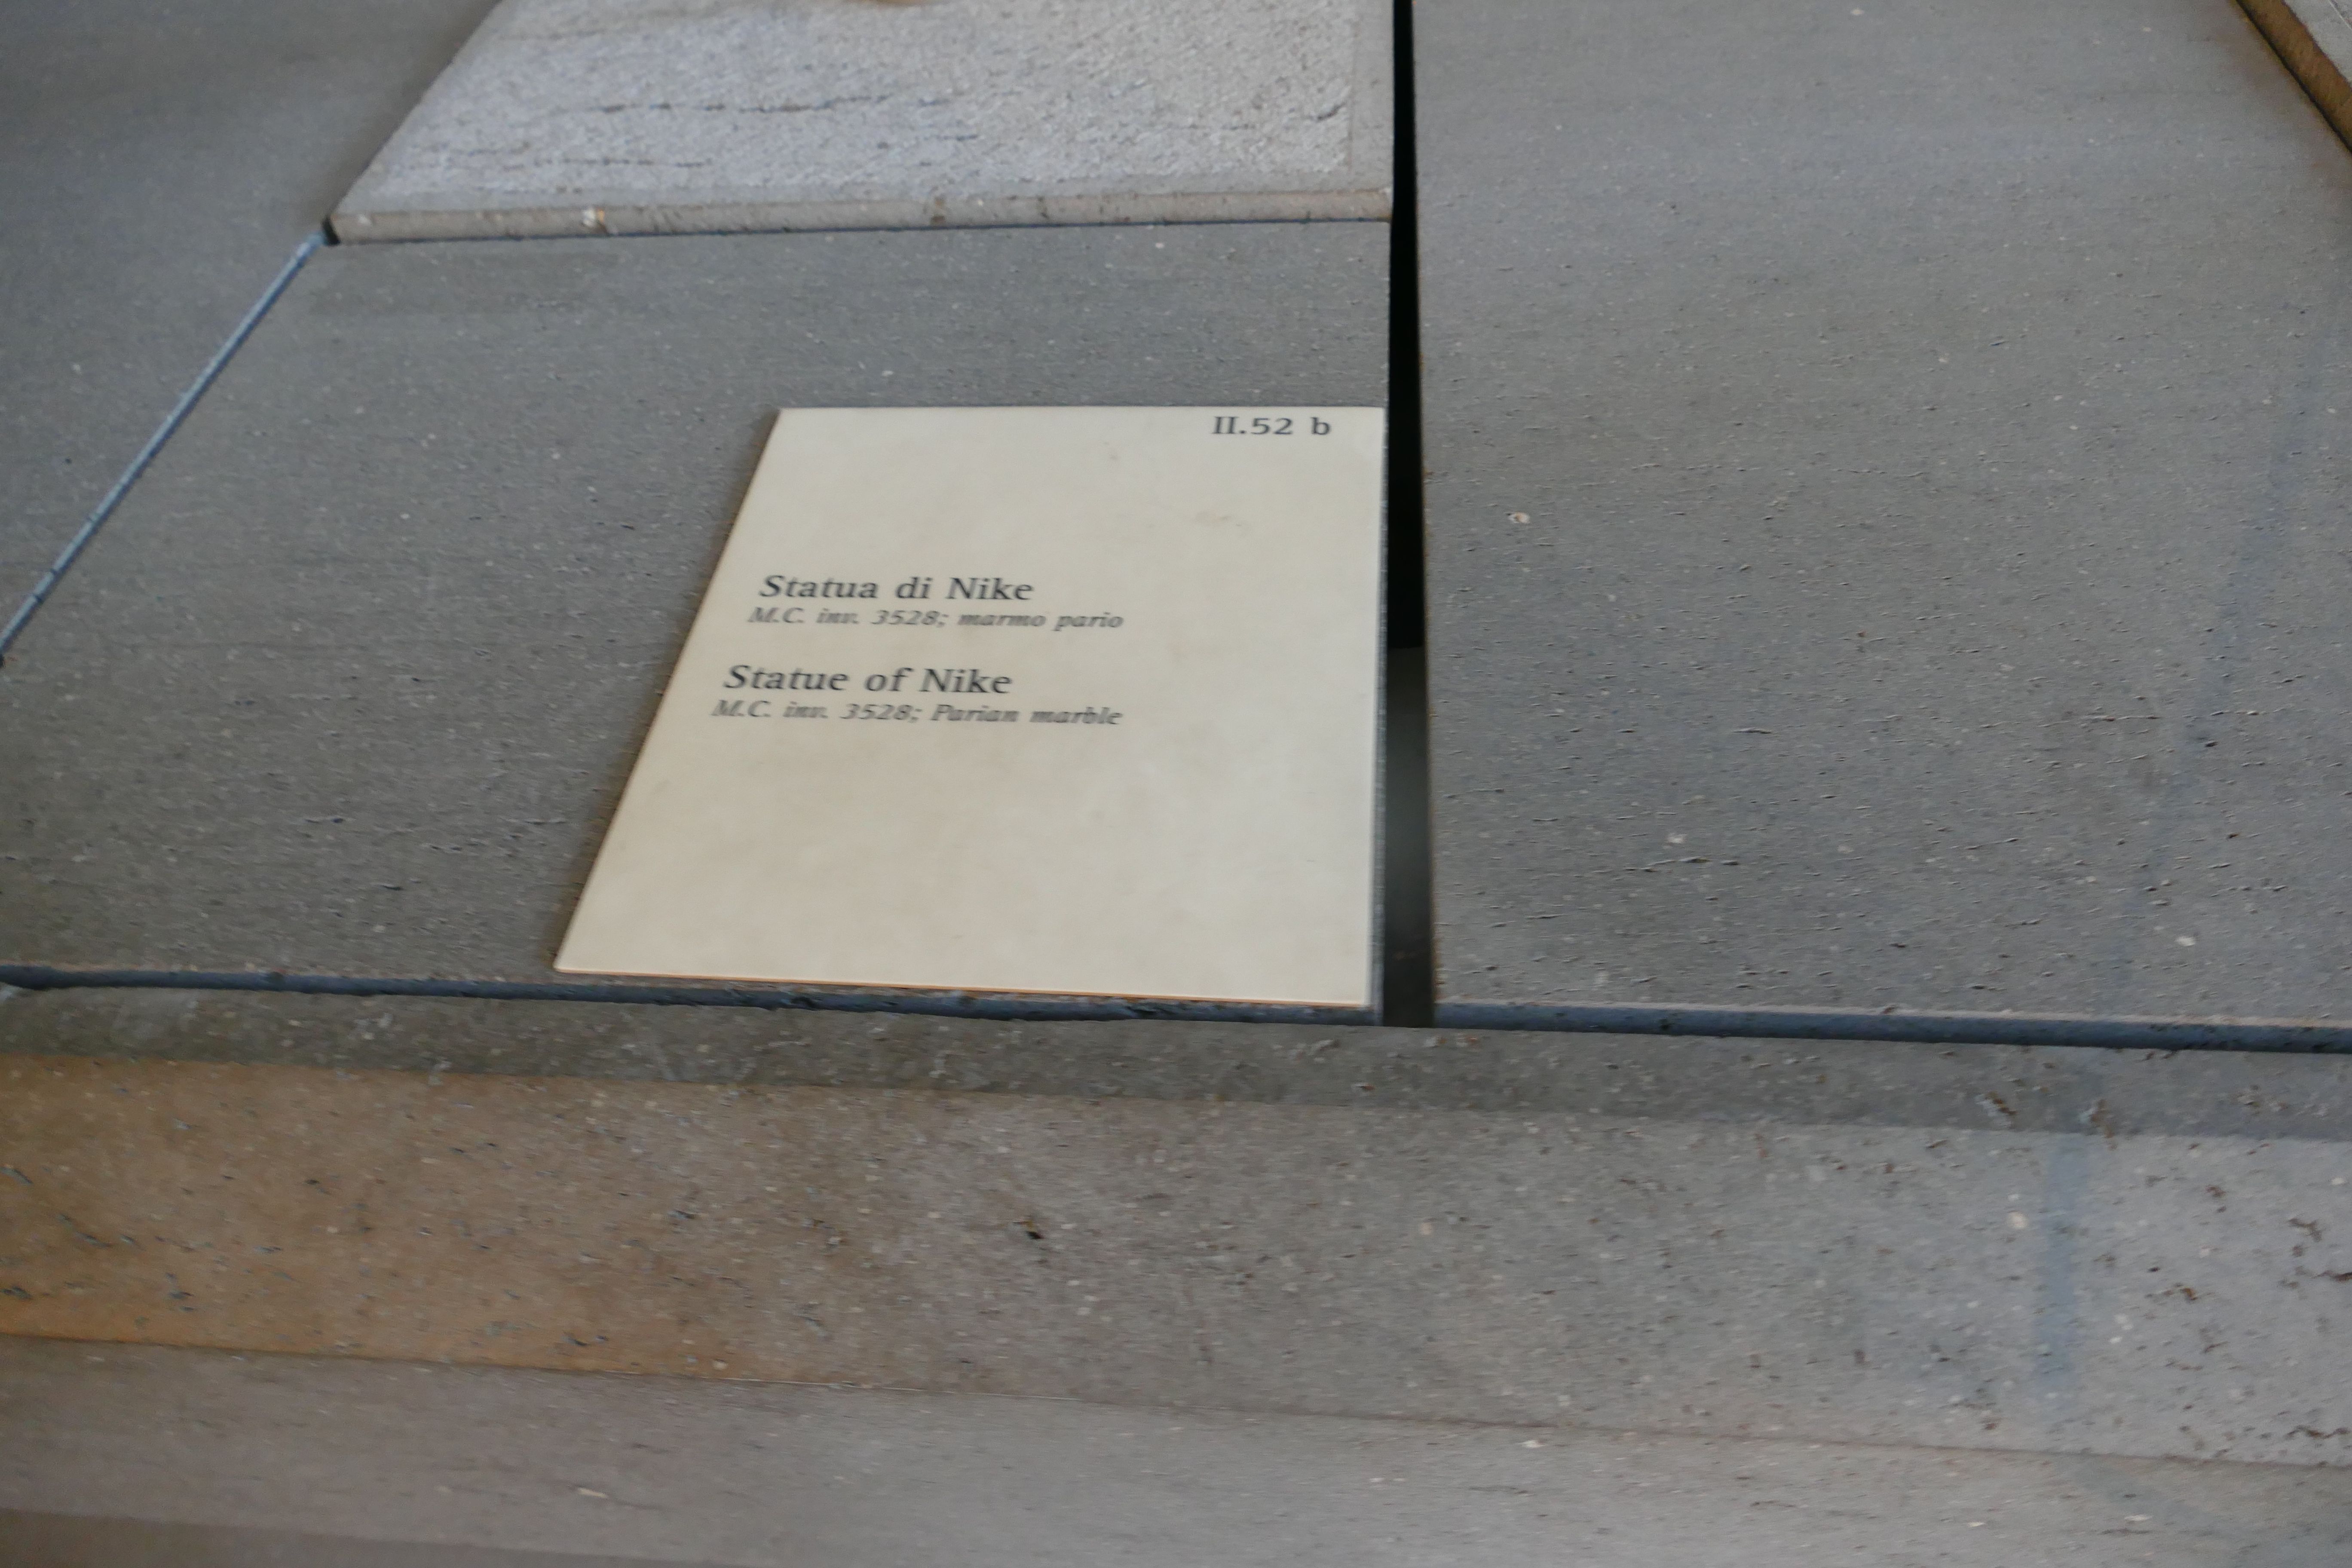 II.52 b
Statua di Nike
M.C. inv. 3528; marmo pario
Statue of Nike
M.C. inv. 3528; Parian marble